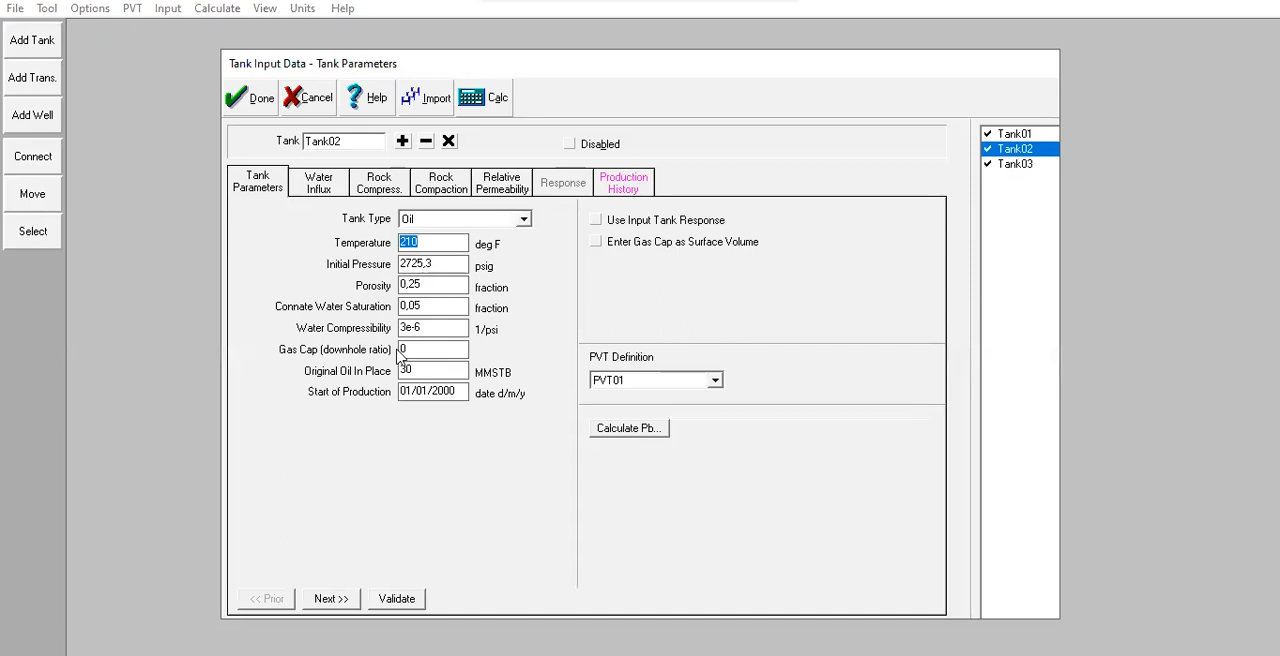 File Tool Options PVT Input Calculate View Units Help
Add Tank
Add Trans.
Add Well
Connect
Move
Select
Tank Input Data - Tank Parameters
Done Cancel Help Import Calc
Tank Tank02 Disabled
Tank Parameters
Water Influx
Rock Compress.
Rock Compaction
Relative Permeability
Response
Production History
Tank Type Oil
Temperature 210 deg F
Initial Pressure 2725,3 psig
Porosity 0,25 fraction
Connate Water Saturation 0,05 fraction
Water Compressibility 3e-6 1/psi
Gas Cap (downhole ratio) 0
Original Oil In Place 30 MMSTB
Start of Production 01/01/2000 date d/m/y
Use Input Tank Response
Enter Gas Cap as Surface Volume
PVT Definition
PVT01
Calculate Pb...
<< Prior Next >> Validate
Tank01
Tank02
Tank03